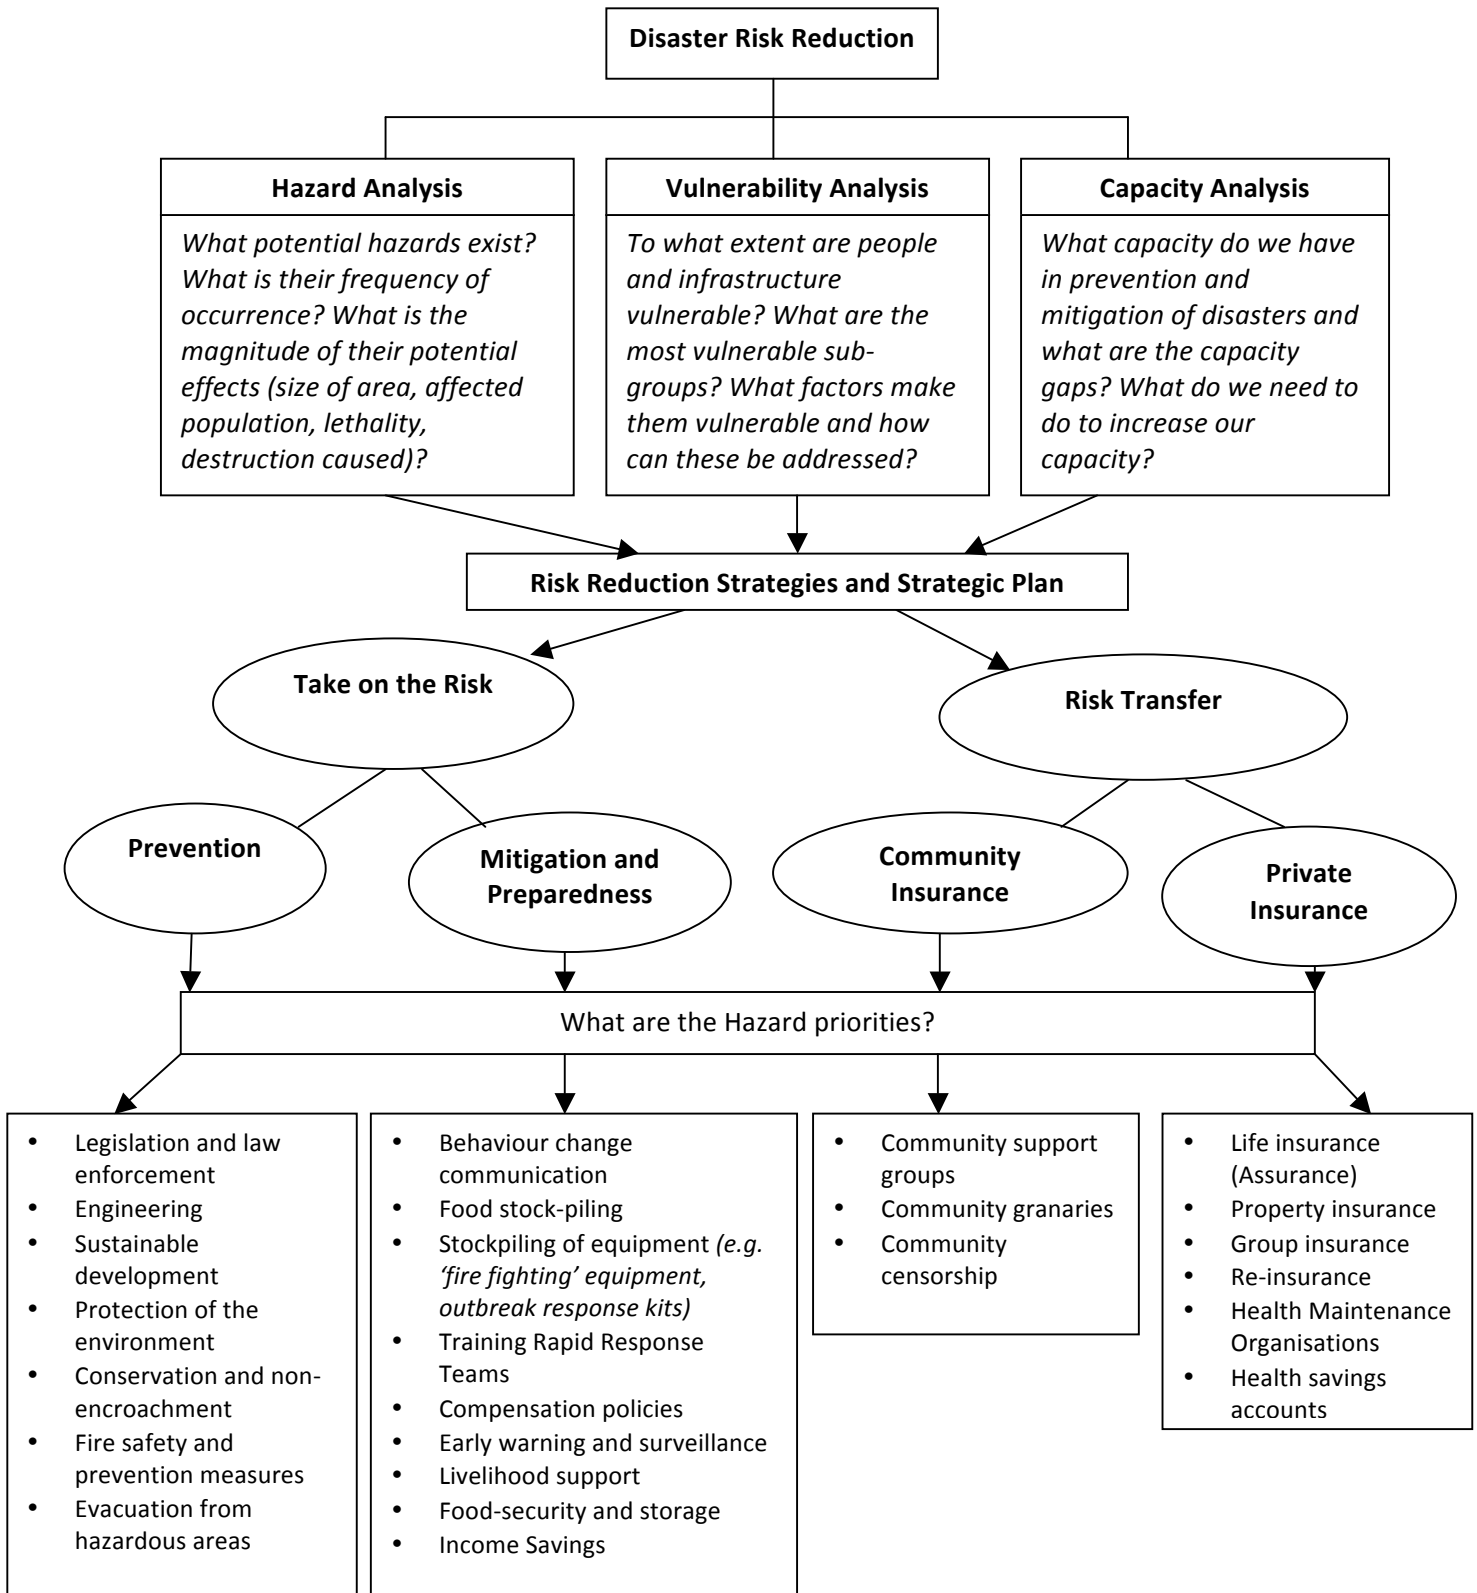 Disaster Risk Reduction
Hazard Analysis
What potential hazards exist?
What is their frequency of
occurrence? What is the
magnitude of their potential
effects (size of area, affected
population, lethality,
destruction caused)?
Vulnerability Analysis
To what extent are people
and infrastructure
vulnerable? What are the
most vulnerable sub-
groups? What factors make
them vulnerable and how
can these be addressed?
Capacity Analysis
What capacity do we have
in prevention and
mitigation of disasters and
what are the capacity
gaps? What do we need to
do to increase our
capacity?
Risk Reduction Strategies and Strategic Plan
Take on the Risk
Risk Transfer
Prevention
Mitigation and
Preparedness
Community
Insurance
Private
Insurance
What are the Hazard priorities?
• Legislation and law
enforcement
• Engineering
• Sustainable
development
• Protection of the
environment
• Conservation and non-
encroachment
• Fire safety and
prevention measures
• Evacuation from
hazardous areas
• Behaviour change
communication
• Food stock-piling
• Stockpiling of equipment (e.g.
‘fire fighting’ equipment,
outbreak response kits)
• Training Rapid Response
Teams
• Compensation policies
• Early warning and surveillance
• Livelihood support
• Food-security and storage
• Income Savings
• Community support
groups
• Community granaries
• Community
censorship
• Life insurance
(Assurance)
• Property insurance
• Group insurance
• Re-insurance
• Health Maintenance
Organisations
• Health savings
accounts